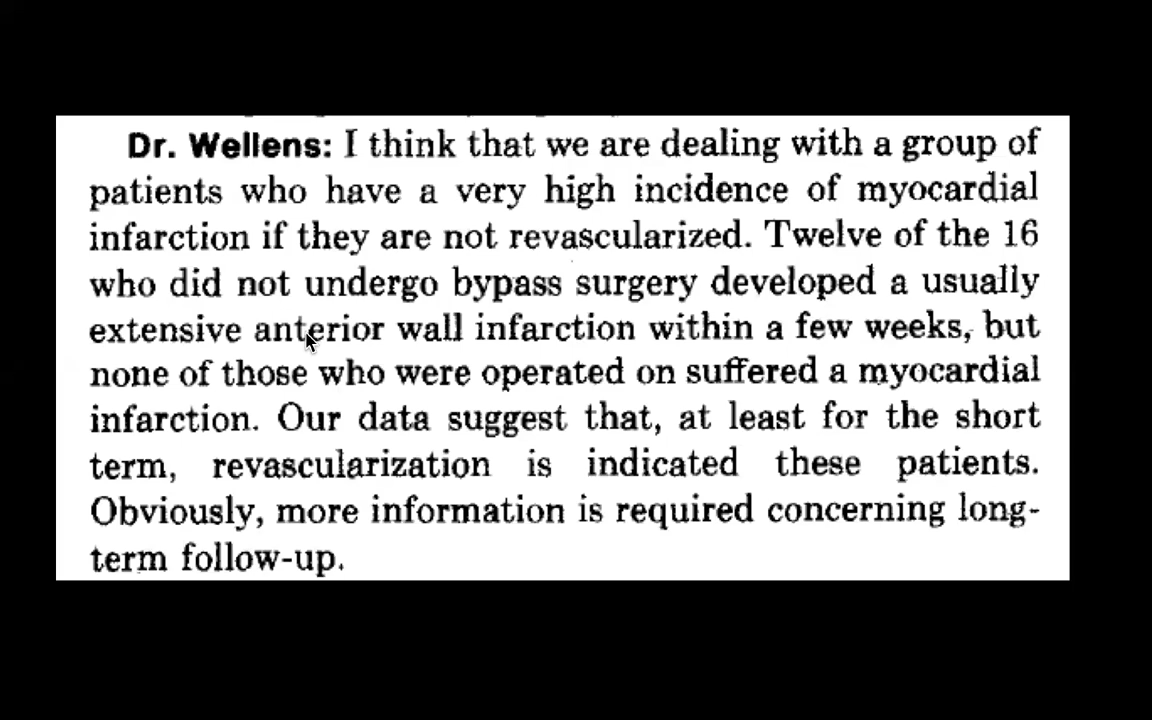 Dr. Wellens: I think that we are dealing with a group of
patients who have a very high incidence of myocardial
infarction if they are not revascularized. Twelve of the 16
who did not undergo bypass surgery developed a usually
extensive anterior wall infarction within a few weeks, but
none of those who were operated on suffered a myocardial
infarction. Our data suggest that, at least for the short
term, revascularization is indicated these patients.
Obviously, more information is required concerning long-
term follow-up.